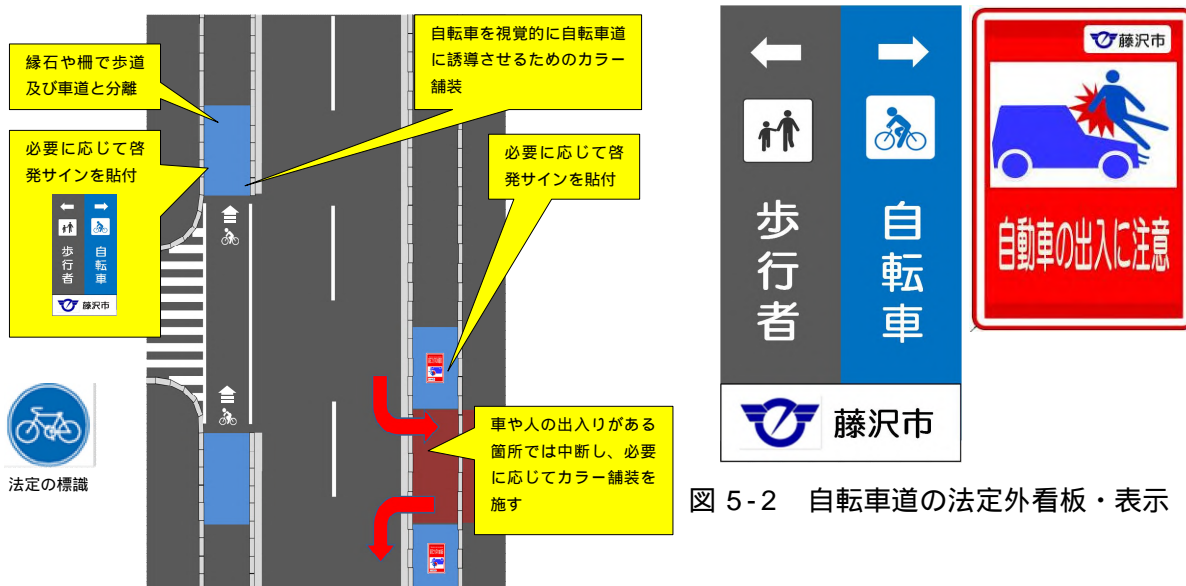 縁石や柵で歩道
及び車道と分離
自転車を視覚的に自転車道
に誘導させるためのカラー
舗装
必要に応じて啓
発サインを貼付
歩行者
自転車
藤沢市
必要に応じて啓
発サインを貼付
車や人の出入りがある
箇所では中断し、必要
に応じてカラー舗装を
施す
法定の標識
歩行者
自転車
藤沢市
藤沢市
自動車の出入に注意
図 5-2 自転車道の法定外看板・表示